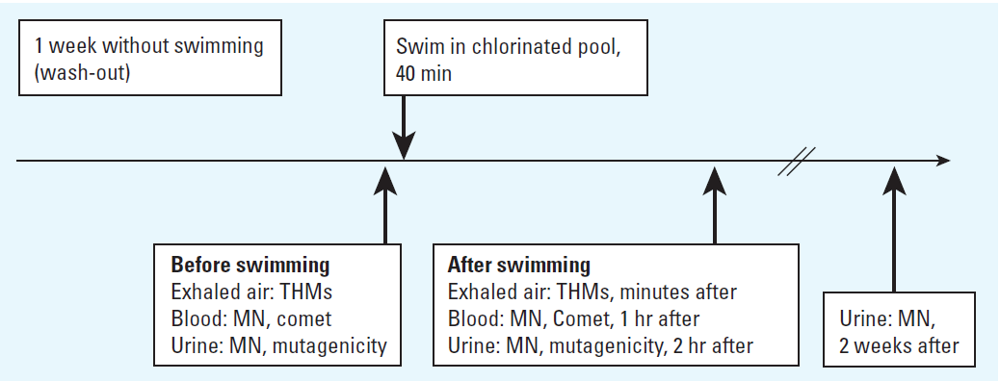 1 week without swimming
(wash-out)
Swim in chlorinated pool,
40 min
Before swimming
Exhaled air: THMs
Blood: MN, comet
Urine: MN, mutagenicity
After swimming
Exhaled air: THMs, minutes after
Blood: MN, Comet, 1 hr after
Urine: MN, mutagenicity, 2 hr after
Urine: MN,
2 weeks after